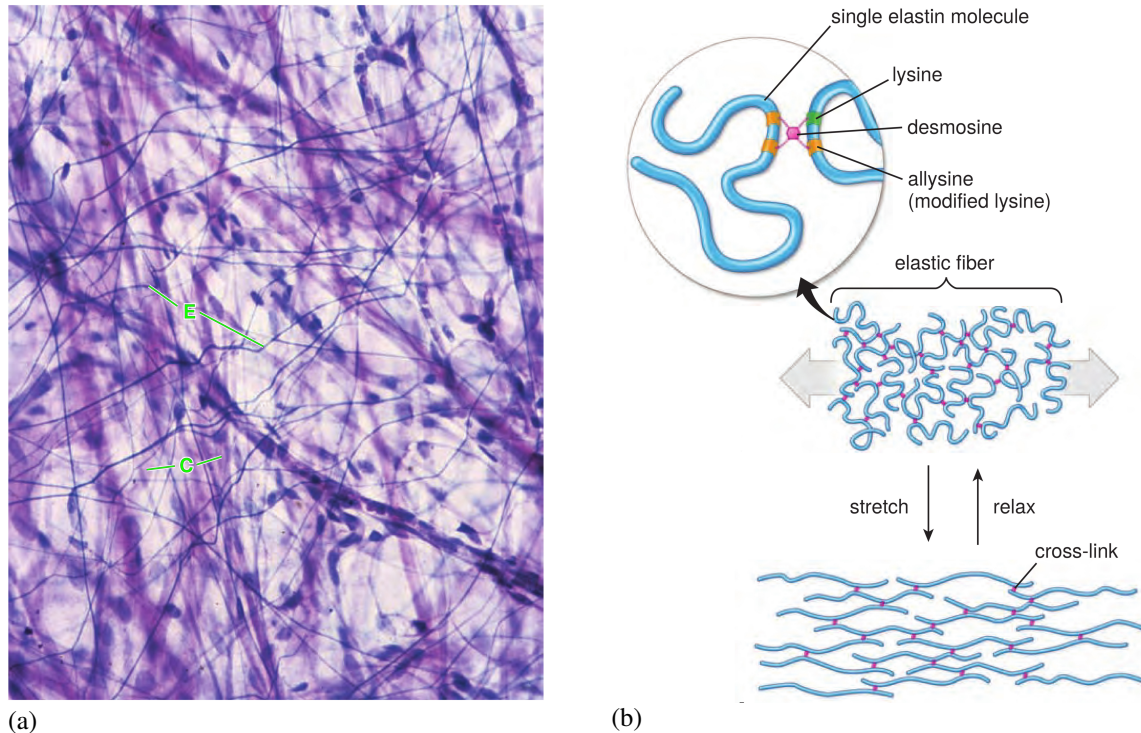 E
C
(a)
single elastin molecule
lysine
desmosine
allysine
(modified lysine)
elastic fiber
stretch
relax
cross-link
(b)